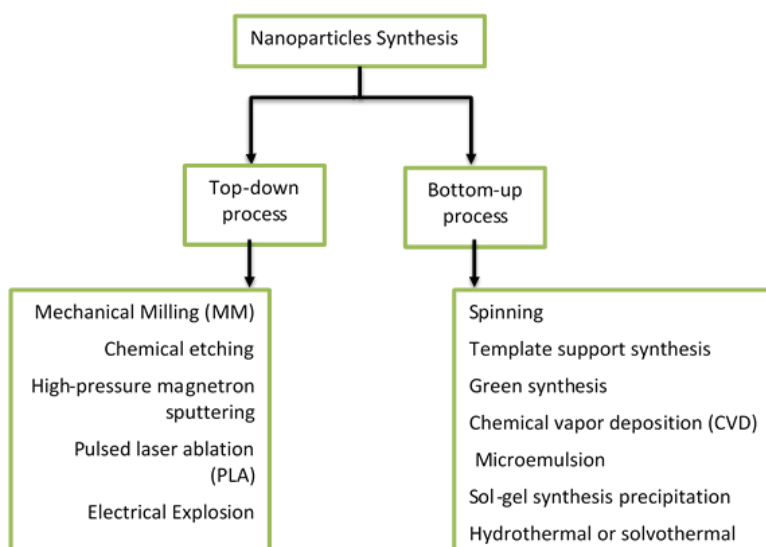 Nanoparticles Synthesis
Top-down
process
Bottom-up
process
Mechanical Milling (MM)
Chemical etching
High-pressure magnetron
sputtering
Pulsed laser ablation
(PLA)
Electrical Explosion
Spinning
Template support synthesis
Green synthesis
Chemical vapor deposition (CVD)
Microemulsion
Sol-gel synthesis precipitation
Hydrothermal or solvothermal